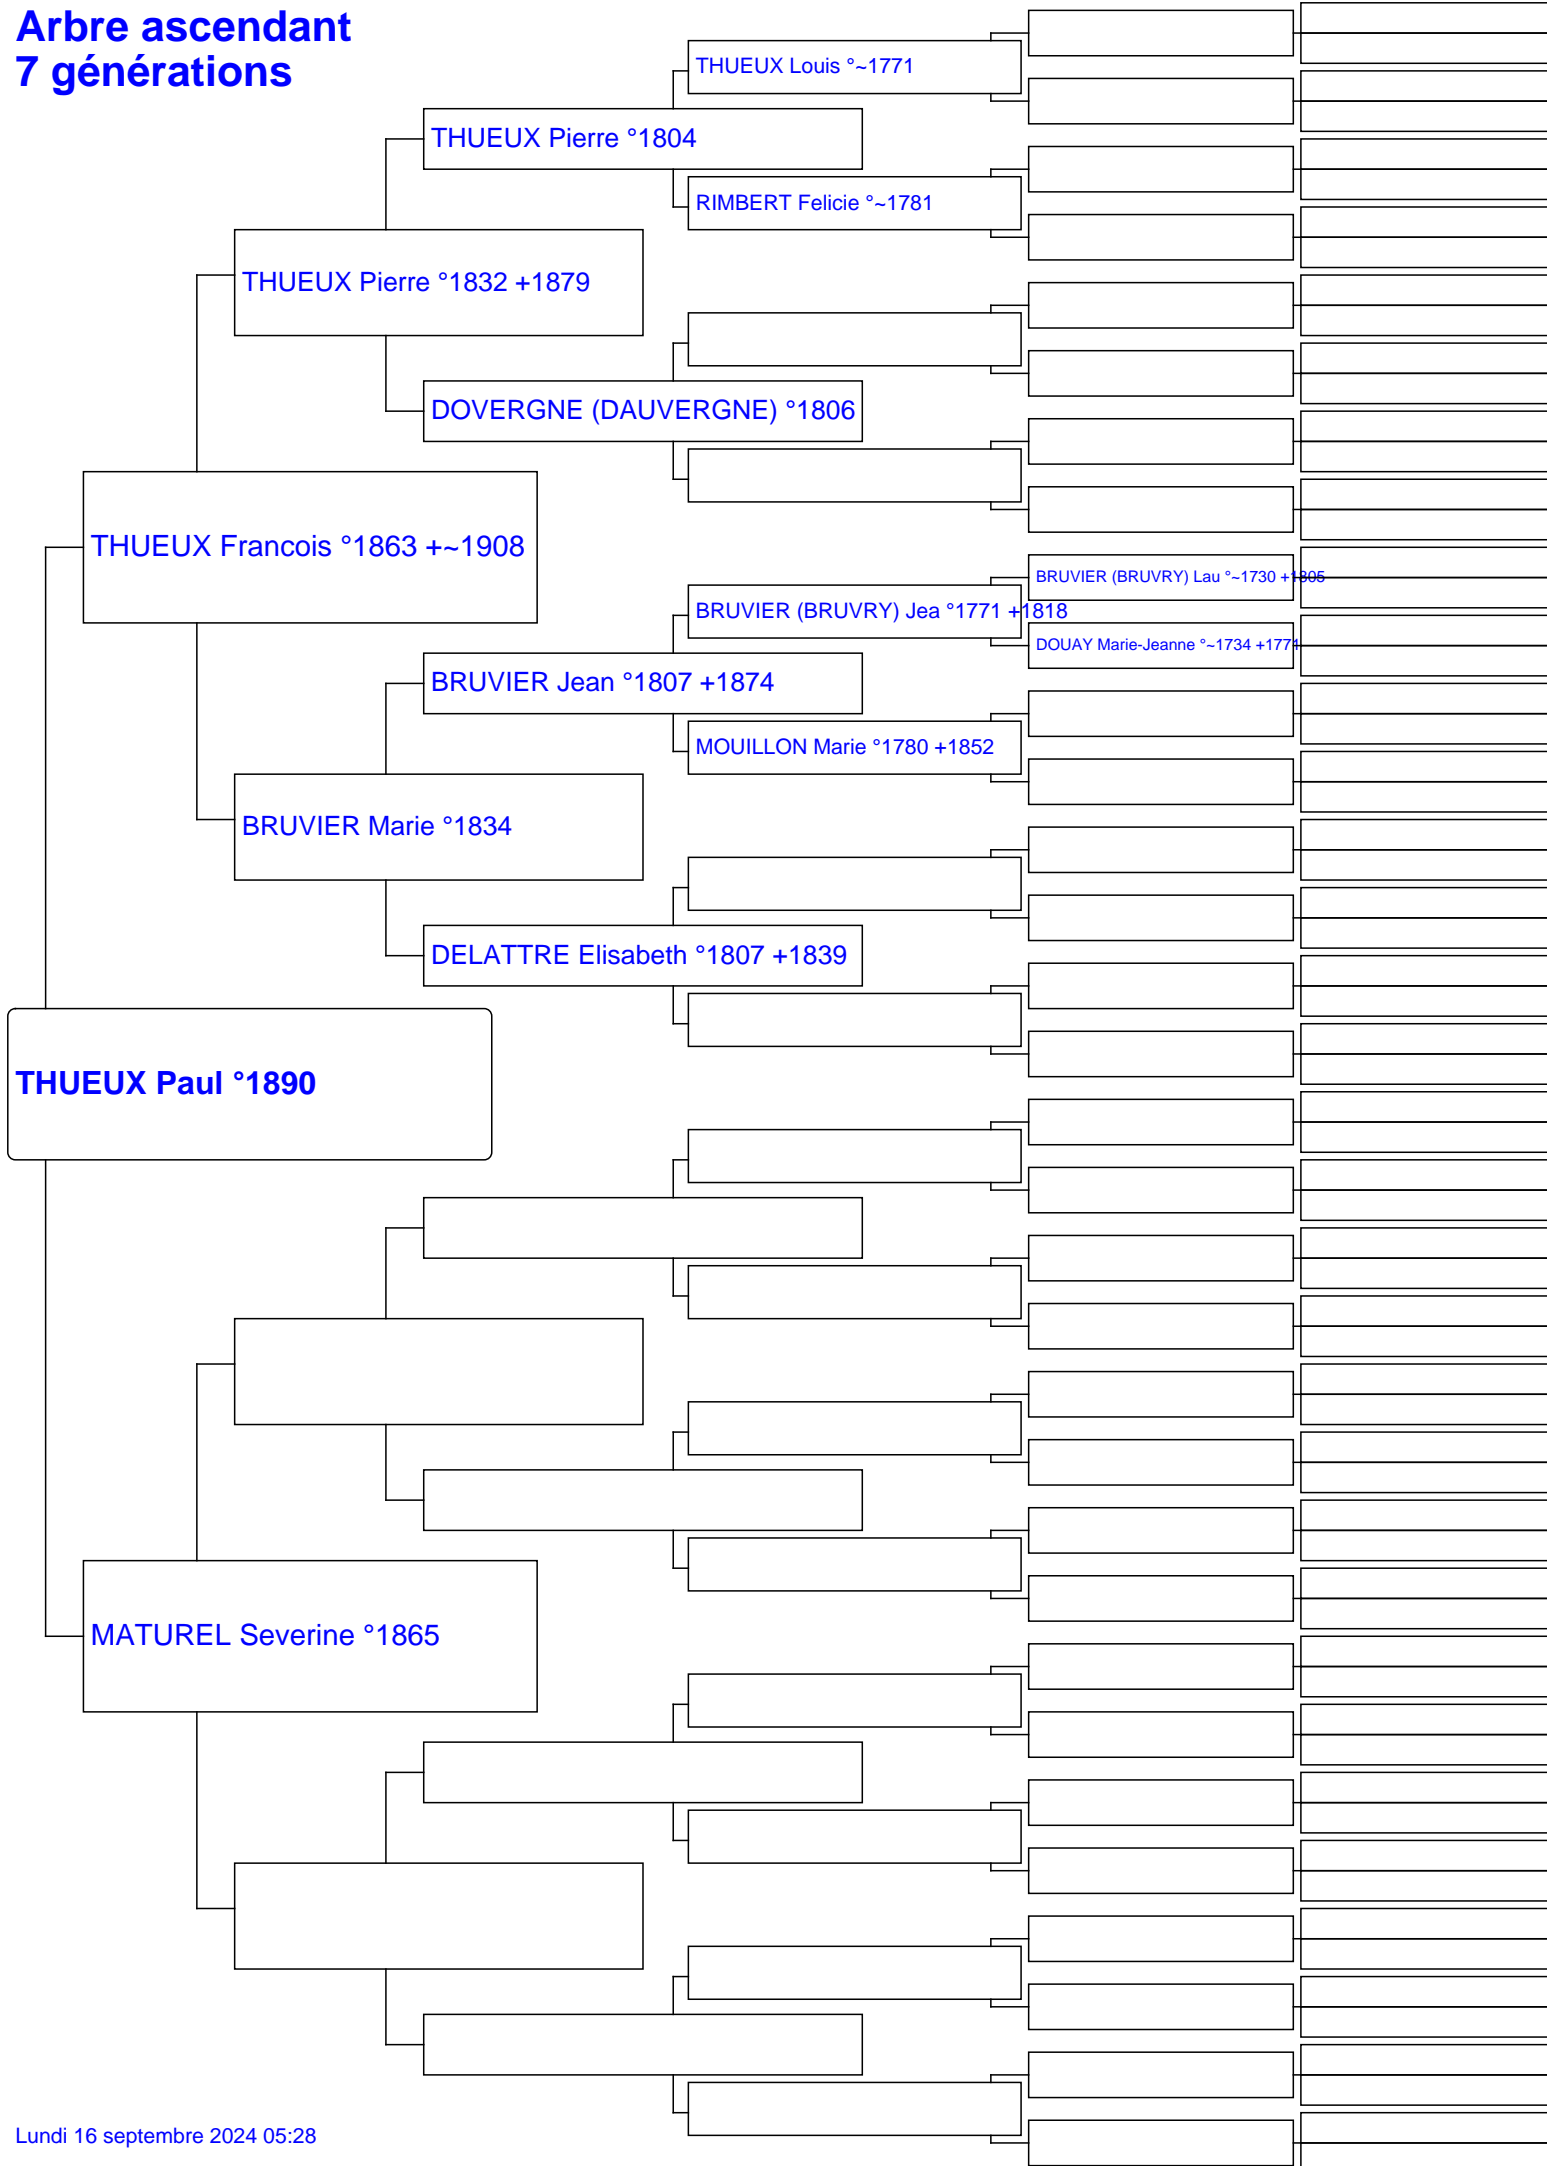 Arbre ascendant
7 générations
THUEUX Louis °~1771
THUEUX Pierre °1804
RIMBERT Felicie °~1781
THUEUX Pierre °1832 +1879
DOVERGNE (DAUVERGNE) °1806
THUEUX Francois °1863 +~1908
BRUVIER (BRUVRY) Lau °~1730 +1805
BRUVIER (BRUVRY) Jea °1771 +1818
DOUAY Marie-Jeanne °~1734 +1771
BRUVIER Jean °1807 +1874
MOUILLON Marie °1780 +1852
BRUVIER Marie °1834
DELATTRE Elisabeth °1807 +1839
THUEUX Paul °1890
MATUREL Severine °1865
Lundi 16 septembre 2024 05:28